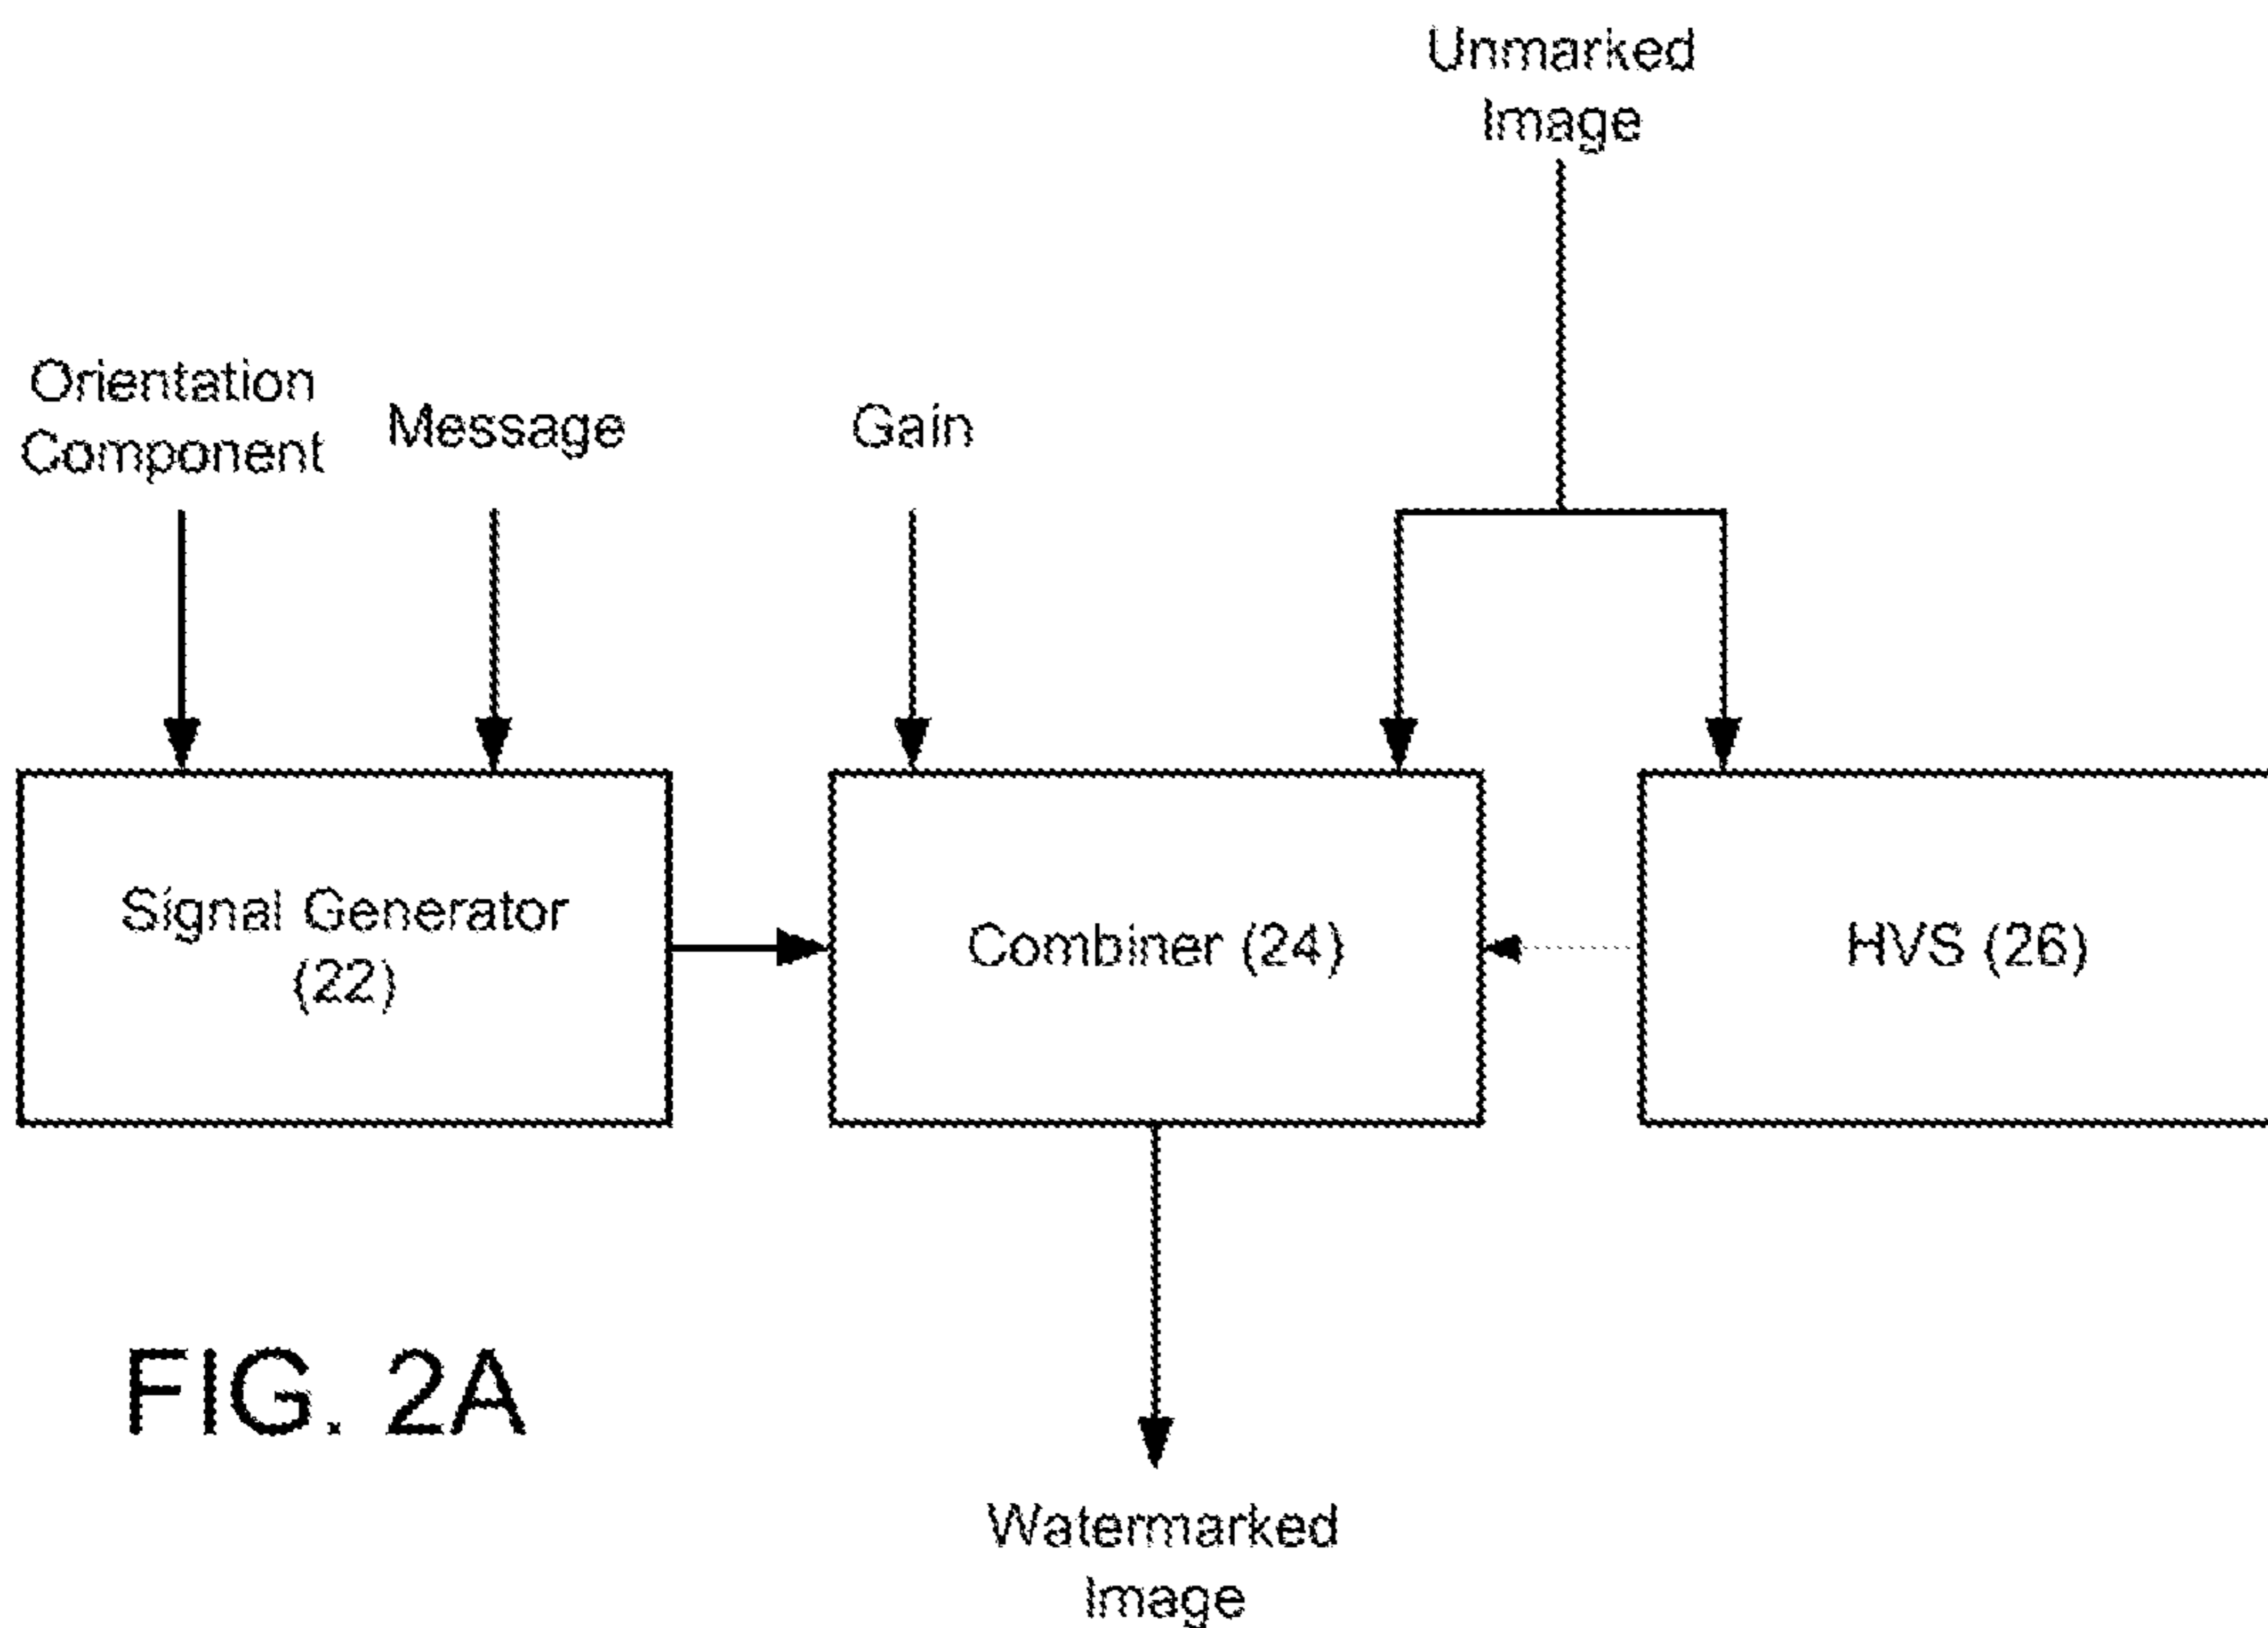 Unmarked
Image
Orientation
Component
Message
Gain
Signal Generator
(22)
Combiner (24)
HVS (26)
FIG. 2A
Watermarked
Image